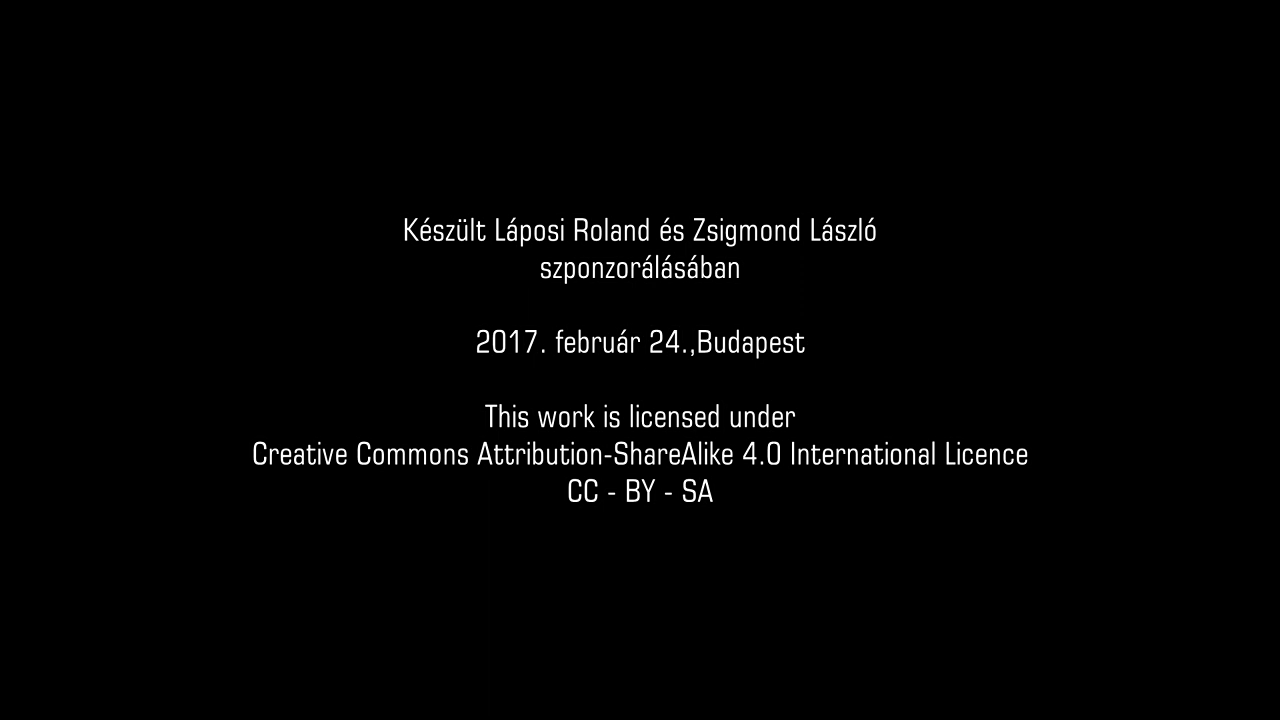 Készült Láposi Roland és Zsigmond László
szponzorálásában
2017. február 24.,Budapest
This work is licensed under
Creative Commons Attribution-ShareAlike 4.0 International Licence
CC - BY - SA